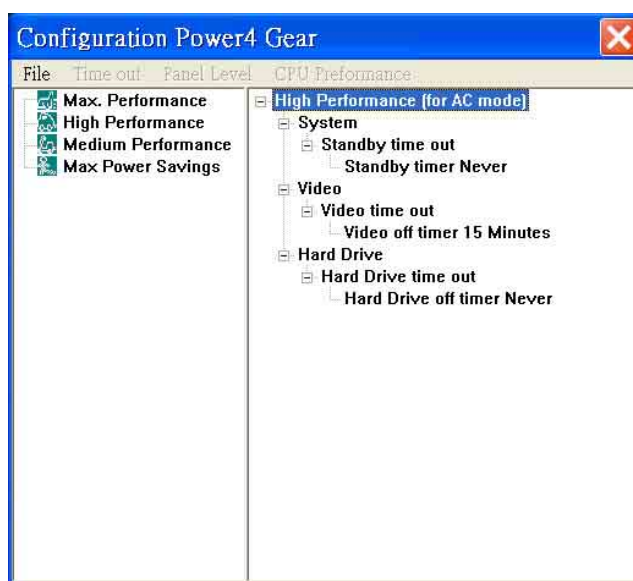 Configuration Power4 Gear
File Time out Panel Level CPU Preformance
Max. Performance
High Performance
Medium Performance
Max Power Savings
High Performance (for AC mode)
System
Standby time out
Standby timer Never
Video
Video time out
Video off timer 15 Minutes
Hard Drive
Hard Drive time out
Hard Drive off timer Never